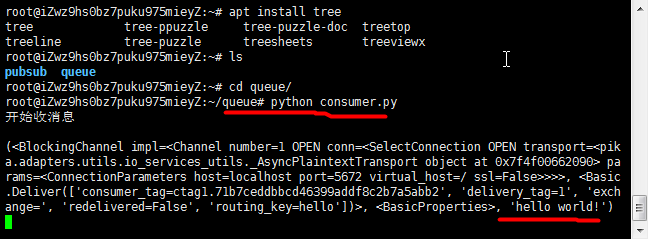 root@iZwz9hs0bz7puku975mieyZ:~# apt install tree
tree tree-ppuzzle tree-puzzle-doc treetop
treeline tree-puzzle treesheets treeviewx
root@iZwz9hs0bz7puku975mieyZ:~# ls
pubsub queue
root@iZwz9hs0bz7puku975mieyZ:~# cd queue/
root@iZwz9hs0bz7puku975mieyZ:~/queue# python consumer.py
开始收消息
(<BlockingChannel impl=<Channel number=1 OPEN conn=<SelectConnection OPEN transport=<pik
a.adapters.utils.io_services_utils._AsyncPlaintextTransport object at 0x7f4f00662090> pa
rams=<ConnectionParameters host=localhost port=5672 virtual_host=/ ssl=False>>>>, <Basic
.Deliver(['consumer_tag=ctag1.71b7ceddbbcd46399addf8c2b7a5abb2', 'delivery_tag=1', 'exch
ange=', 'redelivered=False', 'routing_key=hello'])>, <BasicProperties>, 'hello world!')